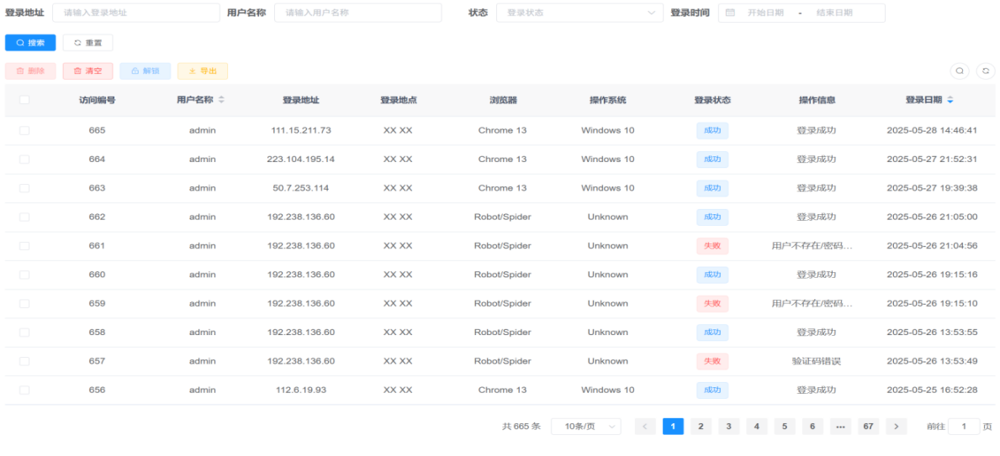 登录地址 请输入登录地址 用户名称 请输入用户名称 状态 登录状态 登录时间 开始日期 - 结束日期
搜索 重置
删除 清空 解锁 导出
访问编号 用户名称 登录地址 登录地点 浏览器 操作系统 登录状态 操作信息 登录日期
665 admin 111.15.211.73 XX XX Chrome 13 Windows 10 成功 登录成功 2025-05-28 14:46:41
664 admin 223.104.195.14 XX XX Chrome 13 Windows 10 成功 登录成功 2025-05-27 21:52:31
663 admin 50.7.253.114 XX XX Chrome 13 Windows 10 成功 登录成功 2025-05-27 19:39:38
662 admin 192.238.136.60 XX XX Robot/Spider Unknown 成功 登录成功 2025-05-26 21:05:00
661 admin 192.238.136.60 XX XX Robot/Spider Unknown 失败 用户不存在/密码... 2025-05-26 21:04:56
660 admin 192.238.136.60 XX XX Robot/Spider Unknown 成功 登录成功 2025-05-26 19:15:16
659 admin 192.238.136.60 XX XX Robot/Spider Unknown 失败 用户不存在/密码... 2025-05-26 19:15:10
658 admin 192.238.136.60 XX XX Robot/Spider Unknown 成功 登录成功 2025-05-26 13:53:55
657 admin 192.238.136.60 XX XX Robot/Spider Unknown 失败 验证码错误 2025-05-26 13:53:49
656 admin 112.6.19.93 XX XX Chrome 13 Windows 10 成功 登录成功 2025-05-25 16:52:28
共 665 条 10条/页 < 1 2 3 4 5 6 ... 67 > 前往 1 页